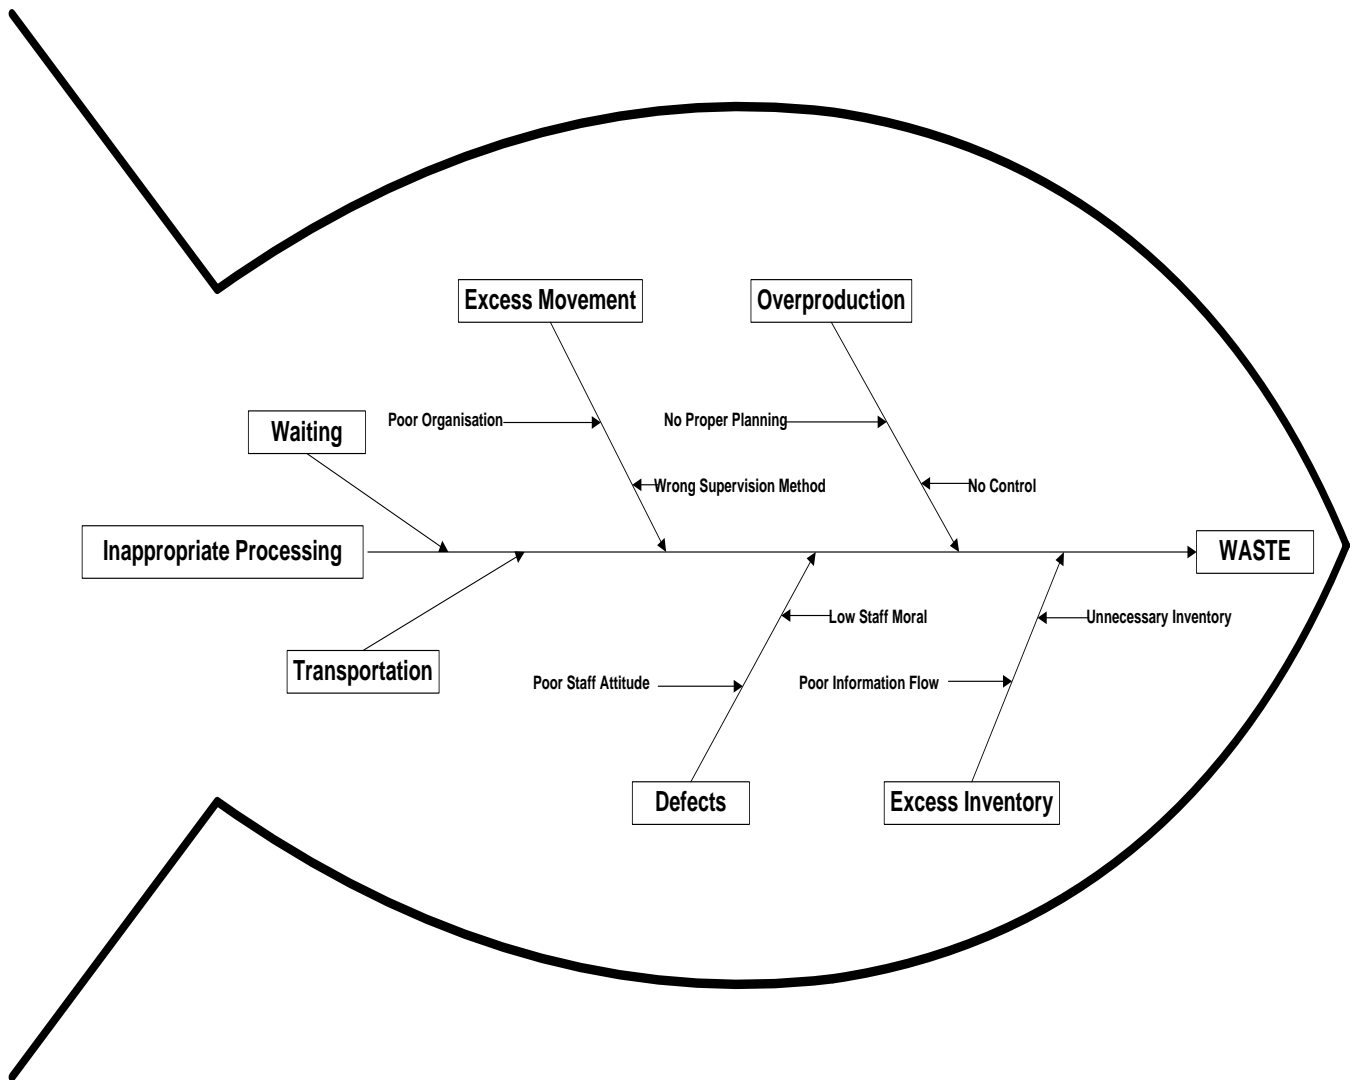 Excess Movement
Overproduction
Poor Organisation
No Proper Planning
Waiting
Wrong Supervision Method
No Control
Inappropriate Processing
WASTE
Low Staff Moral
Unnecessary Inventory
Transportation
Poor Staff Attitude
Poor Information Flow
Defects
Excess Inventory